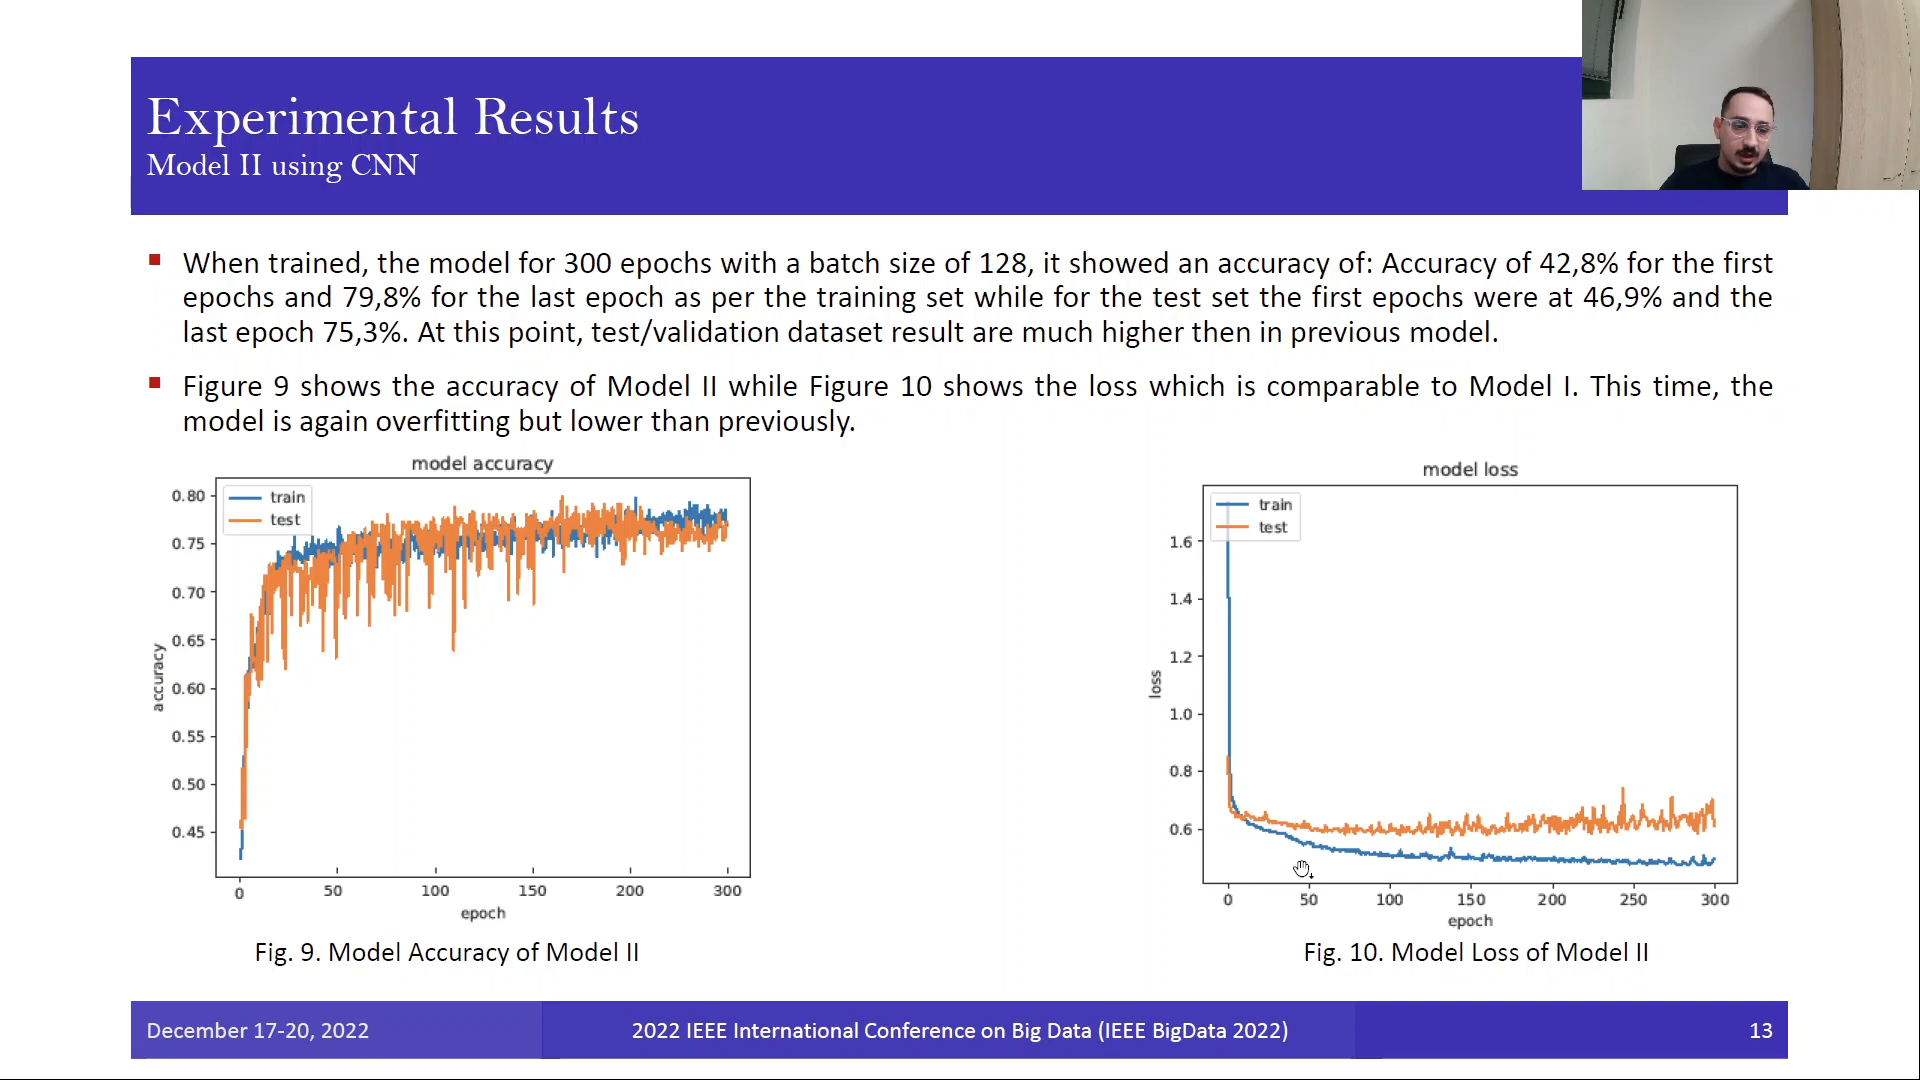 Experimental Results
Model II using CNN
When trained, the model for 300 epochs with a batch size of 128, it showed an accuracy of: Accuracy of 42,8% for the first
epochs and 79,8% for the last epoch as per the training set while for the test set the first epochs were at 46,9% and the
last epoch 75,3%. At this point, test/validation dataset result are much higher then in previous model.
Figure 9 shows the accuracy of Model II while Figure 10 shows the loss which is comparable to Model I. This time, the
model is again overfitting but lower than previously.
model accuracy
train
test
0.80
0.75
0.70
0.65
0.60
0.55
0.50
0.45
accuracy
0 50 100 150 200 250 300
epoch
Fig. 9. Model Accuracy of Model II
model loss
train
test
1.6
1.4
1.2
1.0
0.8
0.6
loss
0 50 100 150 200 250 300
epoch
Fig. 10. Model Loss of Model II
December 17-20, 2022
2022 IEEE International Conference on Big Data (IEEE BigData 2022)
13